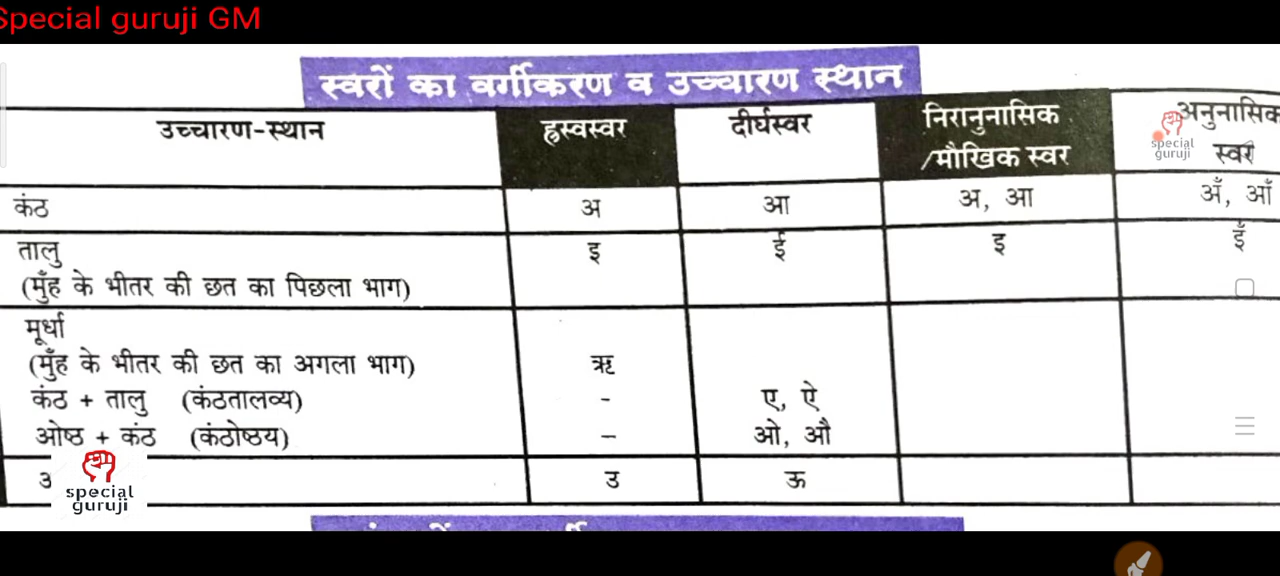 Special guruji GM
स्वरों का वर्गीकरण व उच्चारण स्थान
उच्चारण-स्थान ह्रस्वस्वर दीर्घस्वर निरानुनासिक /मौखिक स्वर अनुनासिक स्वर
special guruji
कंठ अ आ अ, आ अँ, आँ
तालु इ ई इ इँ
(मुँह के भीतर की छत का पिछला भाग)
मूर्धा
(मुँह के भीतर की छत का अगला भाग) ऋ
कंठ + तालु (कंठतालव्य) - ए, ऐ
ओष्ठ + कंठ (कंठोष्ठय) – ओ, औ
उ ऊ
special
guruji